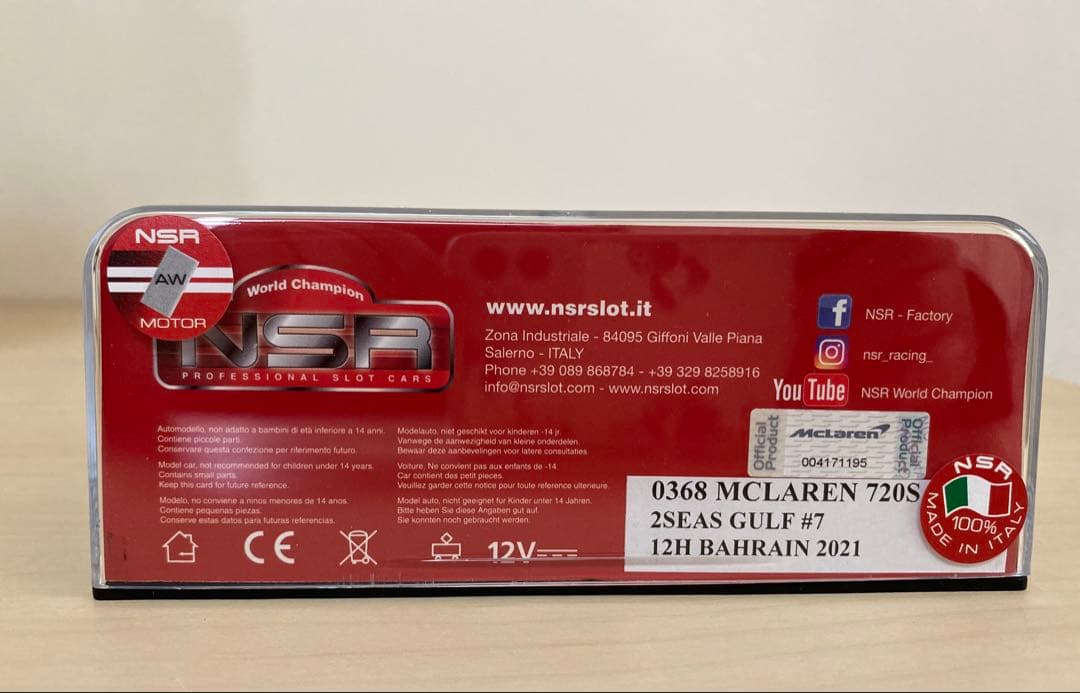 NSR
AW
MOTOR
World Champion
NSR
PROFESSIONAL SLOT CARS
www.nsrslot.it
Zona Industriale - 84095 Giffoni Valle Piana
Salerno - ITALY
Phone +39 089 868784 - +39 329 8258916
info@nsrslot.com - www.nsrslot.com
f NSR - Factory
nsr_racing_
YouTube NSR World Champion
Automodello, non adatto a bambini di età inferiore a 14 anni.
Contiene piccole parti.
Conservare questa confezione per riferimento futuro.
Model car, not recommended for children under 14 years.
Contains small parts.
Keep this card for future reference.
Modelo, no conviene a ninos menores de 14 anos.
Contiene pequenas piezas.
Conserve estas datos para futuras referencias.
Modelauto, niet geschikt voor kinderen -14 jr.
Vanwege de aanwezigheid van kleine onderdelen.
Bewaar deze aanbevelingen voor latere consultaties
Voiture, Ne convient pas aux enfants de -14
Car contient des petit pieces.
Veuillez garder cette notice pour toute reference ulterieure.
Model auto, nicht geeignet für Kinder unter 14 Jahren.
Bitte heben Sie diese Angaben gut auf.
Sie konnten noch gebraucht werden.
CE
12V
Official
Product
McLaren
004171195
Official
Product
0368 MCLAREN 720S
2SEAS GULF #7
12H BAHRAIN 2021
NSR
100%
MADE IN ITALY